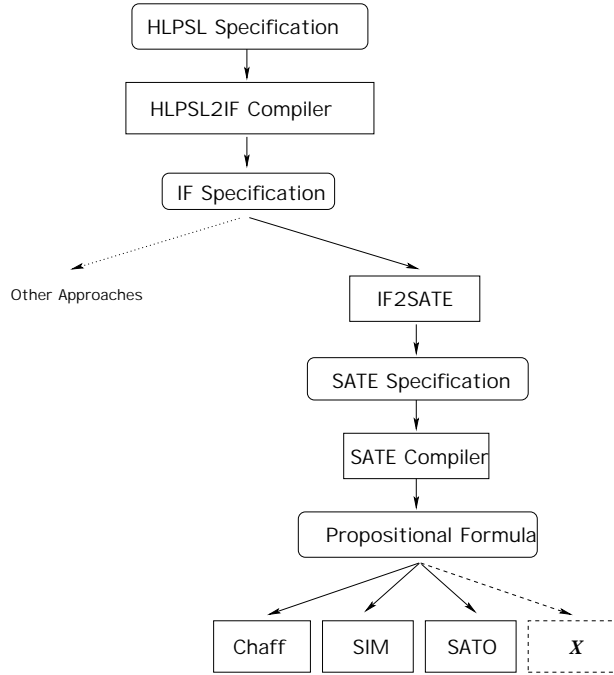 HLPSL Specification
HLPSL2IF Compiler
IF Specification
Other Approaches
IF2SATE
SATE Specification
SATE Compiler
Propositional Formula
Chaff
SIM
SATO
X